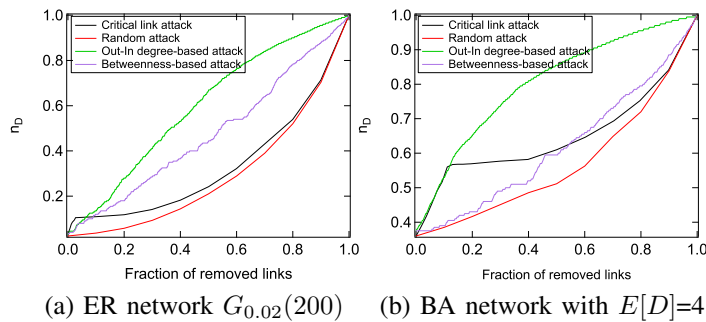 1.0
0.8
0.6
0.4
0.2
n_D
Critical link attack
Random attack
Out-In degree-based attack
Betweenness-based attack
0.0 0.2 0.4 0.6 0.8 1.0
Fraction of removed links
(a) ER network G_{0.02}(200)
1.0
0.9
0.8
0.7
0.6
0.5
0.4
n_D
Critical link attack
Random attack
Out-In degree-based attack
Betweenness-based attack
0.0 0.2 0.4 0.6 0.8 1.0
Fraction of removed links
(b) BA network with E[D]=4